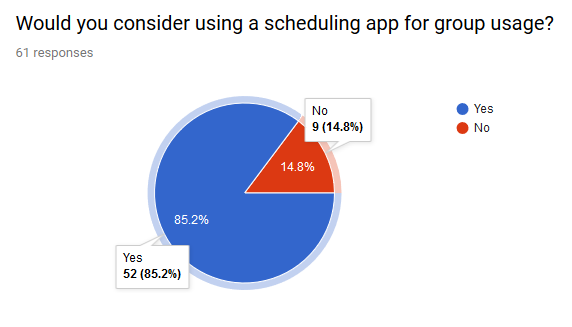 Would you consider using a scheduling app for group usage?
61 responses
No
9 (14.8%)
Yes
No
14.8%
85.2%
Yes
52 (85.2%)